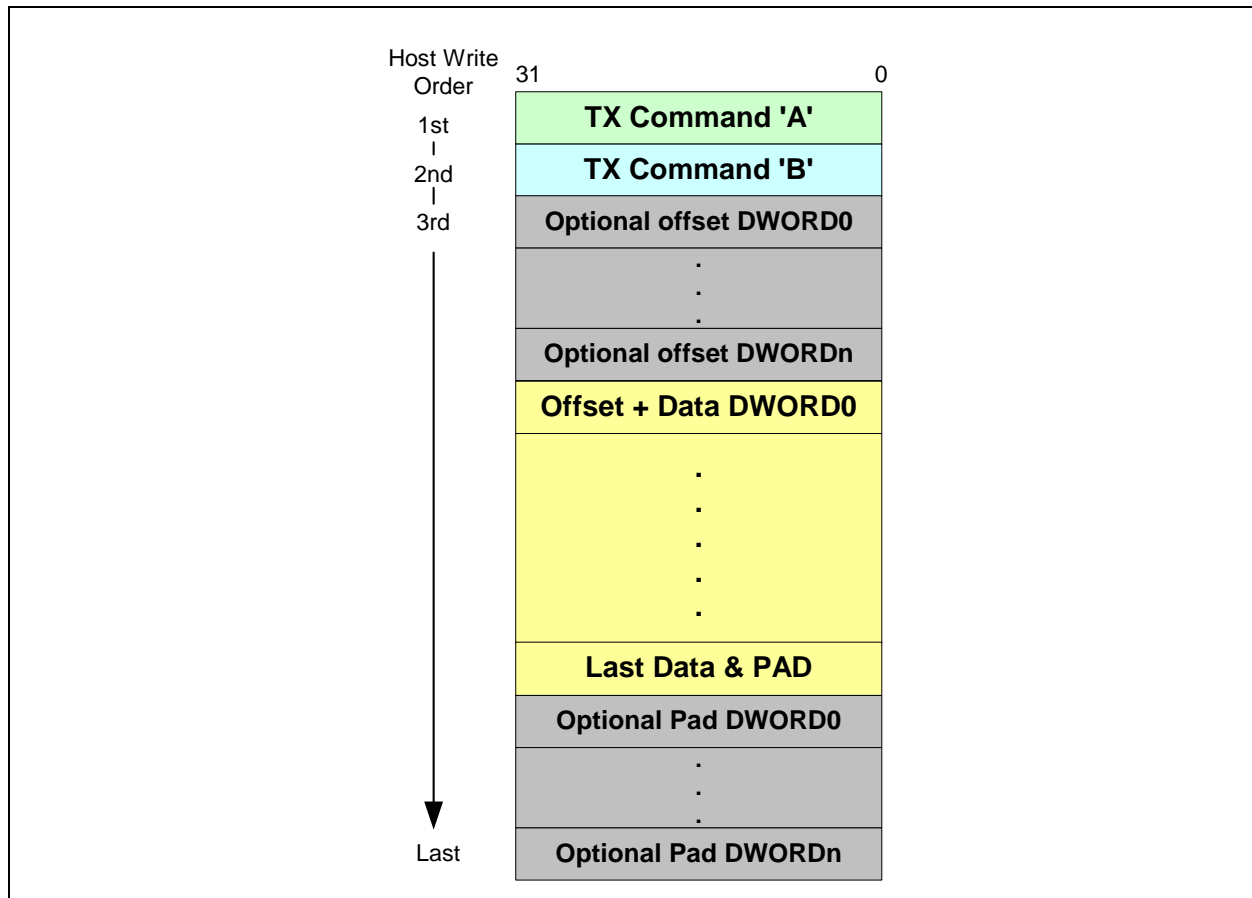 Host Write
Order
31
0
1st
TX Command 'A'
2nd
TX Command 'B'
3rd
Optional offset DWORD0
.
.
.
Optional offset DWORDn
Offset + Data DWORD0
.
.
.
.
.
Last Data & PAD
Optional Pad DWORD0
.
.
.
Last
Optional Pad DWORDn